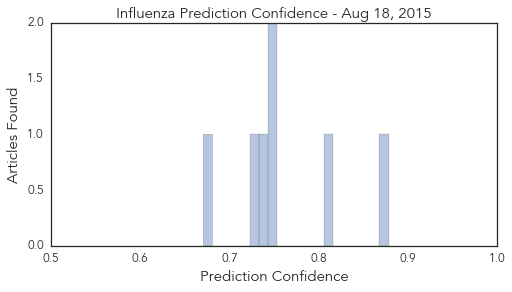 Influenza Prediction Confidence - Aug 18, 2015
2.0
1.5
1.0
0.5
0.0
Articles Found
0.5 0.6 0.7 0.8 0.9 1.0
Prediction Confidence